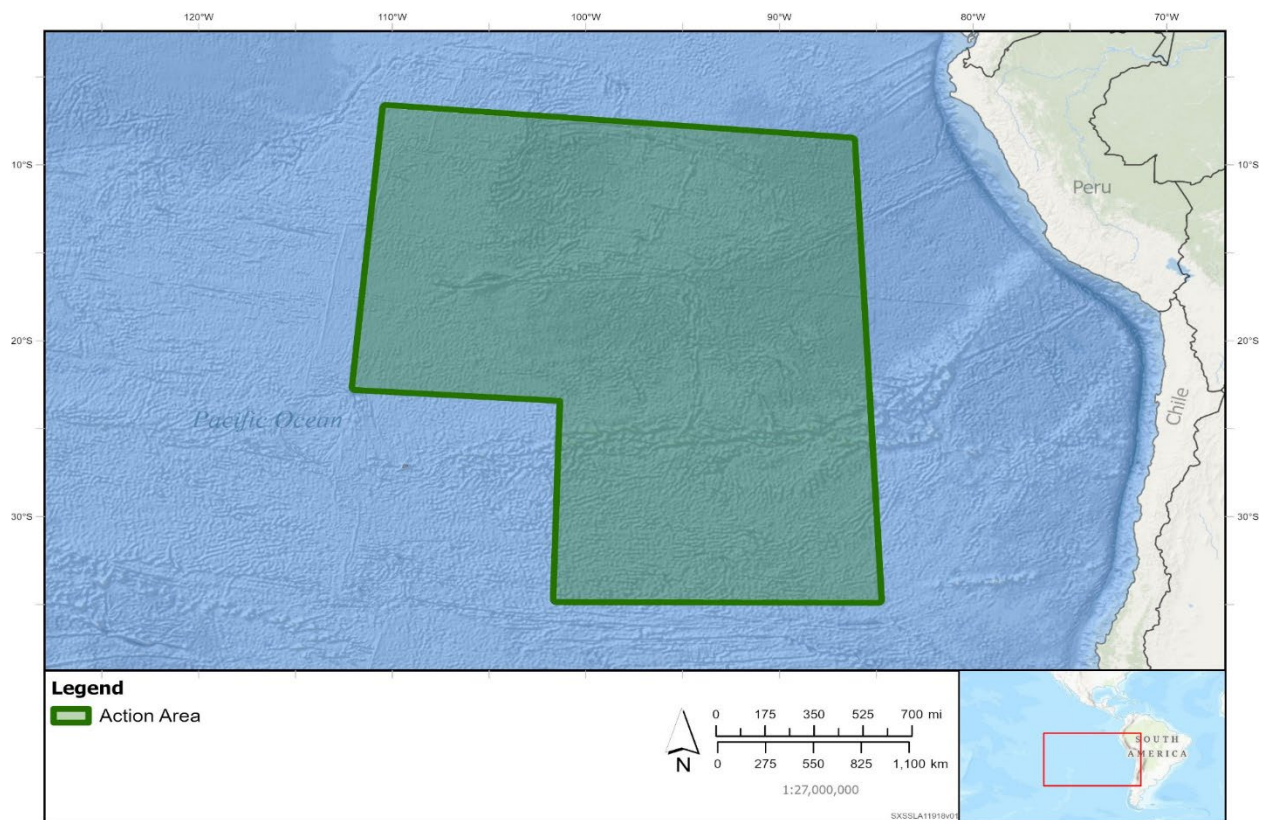 120°W 110°W 100°W 90°W 80°W 70°W
10°S 10°S
Peru
20°S 20°S
Pacific Ocean
Chile
30°S 30°S
Legend
Action Area
N
0 175 350 525 700 mi
0 275 550 825 1,100 km
1:27,000,000
SOUTH
AMERICA
SXSSLA11918v01